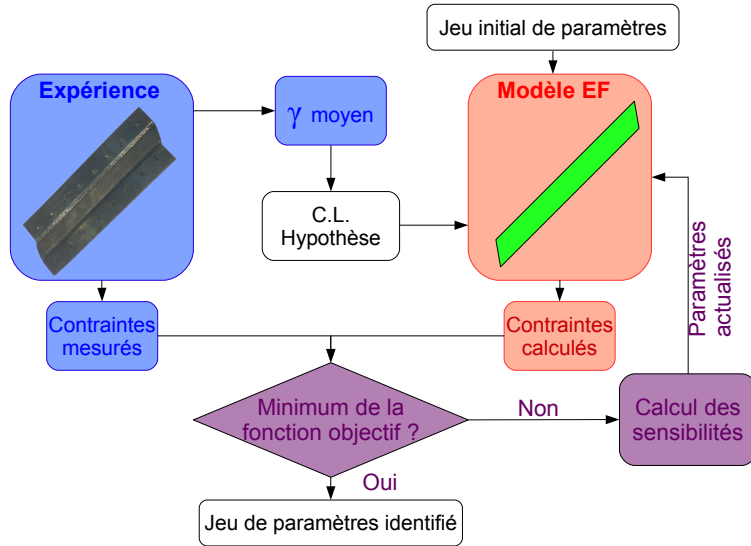 Jeu initial de paramètres
Expérience
γ moyen
Modèle EF
C.L.
Hypothèse
Paramètres
actualisés
Contraintes
mesurés
Contraintes
calculés
Minimum de la
fonction objectif ?
Non
Calcul des
sensibilités
Oui
Jeu de paramètres identifié